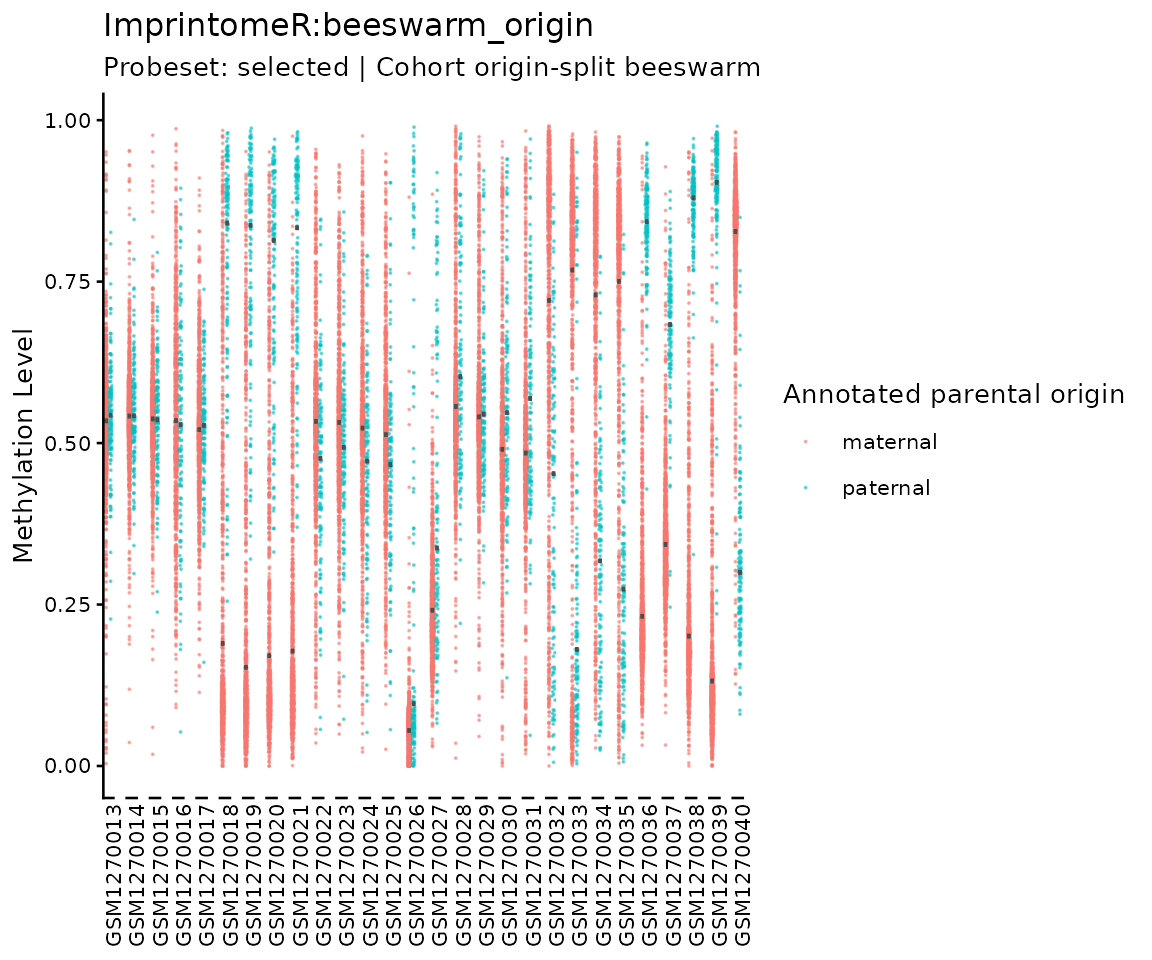 ImprintomeR:beeswarm_origin
Probeset: selected | Cohort origin-split beeswarm
Methylation Level
1.00
0.75
0.50
0.25
0.00
GSM1270013
GSM1270014
GSM1270015
GSM1270016
GSM1270017
GSM1270018
GSM1270019
GSM1270020
GSM1270021
GSM1270022
GSM1270023
GSM1270024
GSM1270025
GSM1270026
GSM1270027
GSM1270028
GSM1270029
GSM1270030
GSM1270031
GSM1270032
GSM1270033
GSM1270034
GSM1270035
GSM1270036
GSM1270037
GSM1270038
GSM1270039
GSM1270040
Annotated parental origin
maternal
paternal